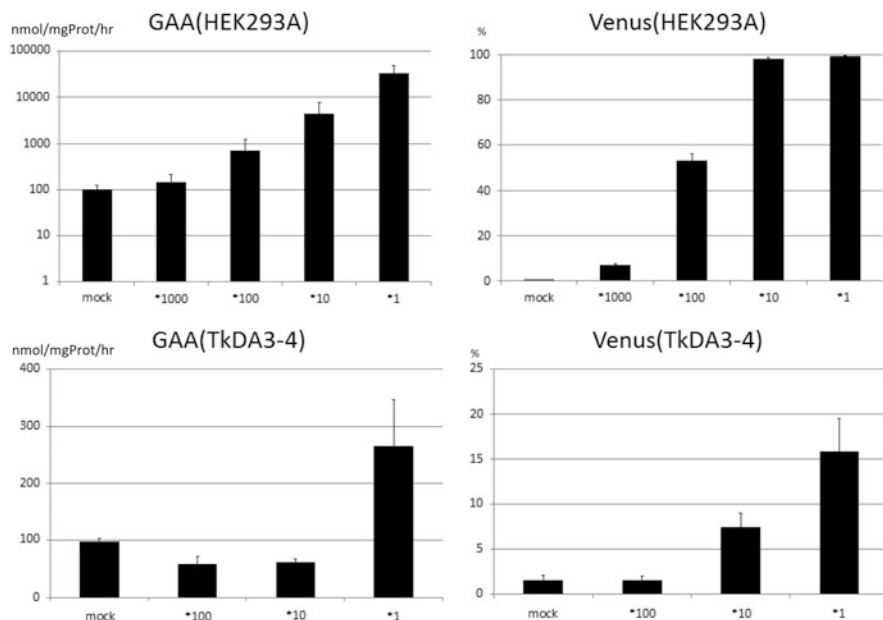 GAA(HEK293A)
nmol/mgProt/hr
100000
10000
1000
100
10
1
mock *1000 *100 *10 *1
Venus(HEK293A)
%
100
80
60
40
20
0
mock *1000 *100 *10 *1
GAA(TkDA3-4)
nmol/mgProt/hr
400
300
200
100
0
mock *100 *10 *1
Venus(TkDA3-4)
%
25
20
15
10
5
0
mock *100 *10 *1